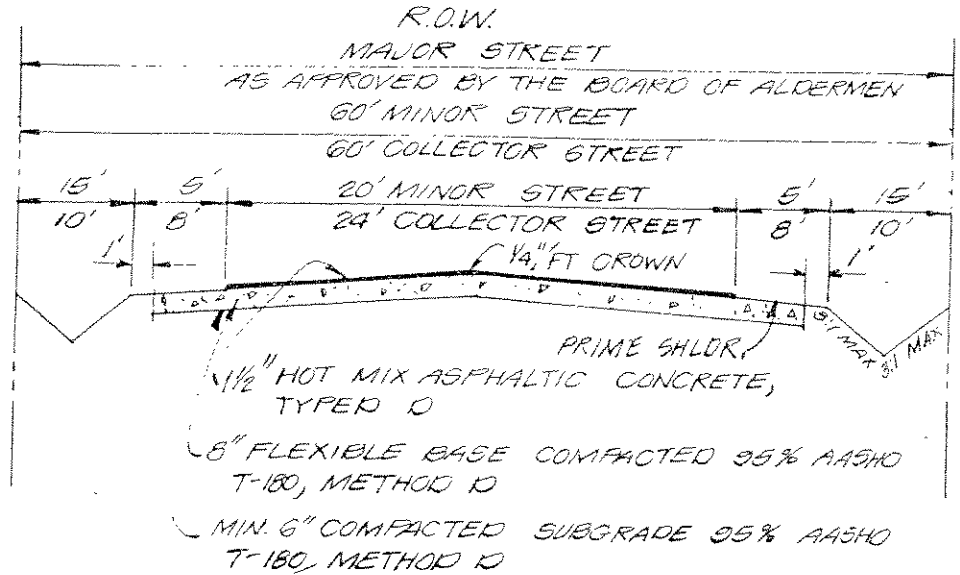 R.O.W.
MAJOR STREET
AS APPROVED BY THE BOARD OF ALDERMEN
60' MINOR STREET
60' COLLECTOR STREET
15' 5' 20' MINOR STREET 5' 15'
10' 8' 24' COLLECTOR STREET 8' 10'
1' 1/4"/FT CROWN 1'
PRIME SHLDR.
3:1 MAX 3:1 MAX
1 1/2" HOT MIX ASPHALTIC CONCRETE,
TYPED D
8" FLEXIBLE BASE COMPACTED 95% AASHO
T-180, METHOD D
MIN. 6" COMPACTED SUBGRADE 95% AASHO
T-180, METHOD D